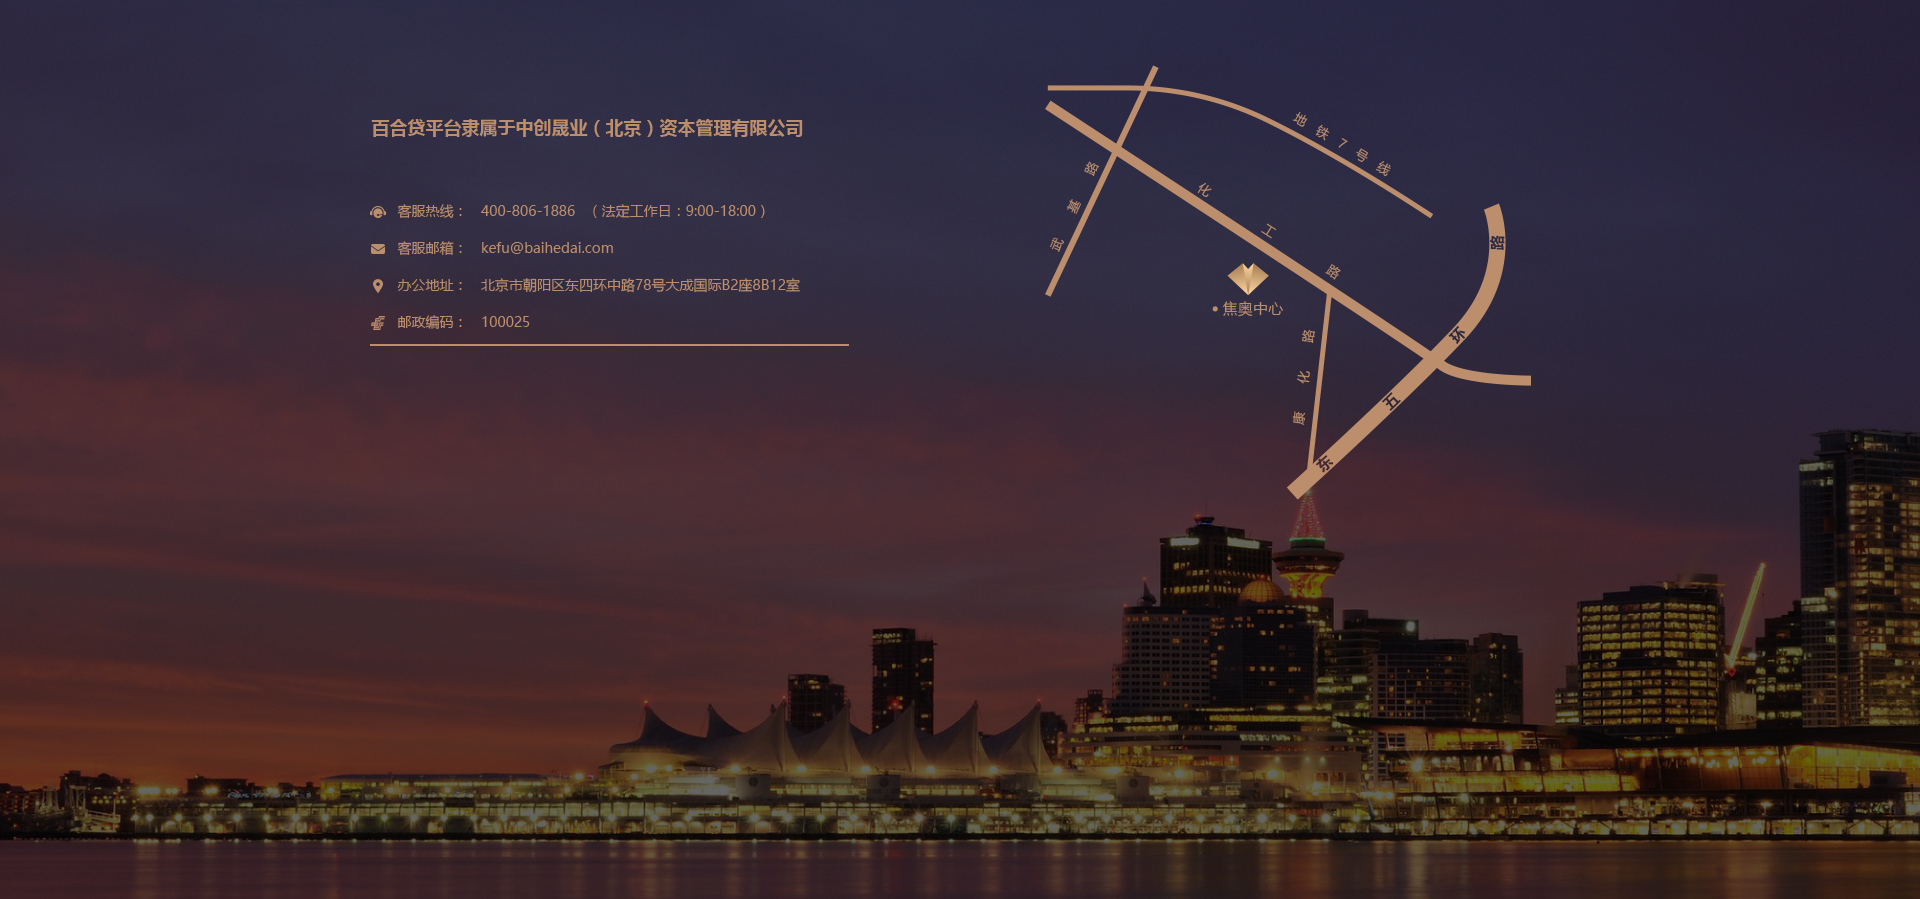 百合贷平台隶属于中创晟业（北京）资本管理有限公司
客服热线： 400-806-1886 （法定工作日：9:00-18:00）
客服邮箱： kefu@baihedai.com
办公地址： 北京市朝阳区东四环中路78号大成国际B2座8B12室
邮政编码： 100025
地铁7号线
武基路
化工路
焦奥中心
康化路
东五环路